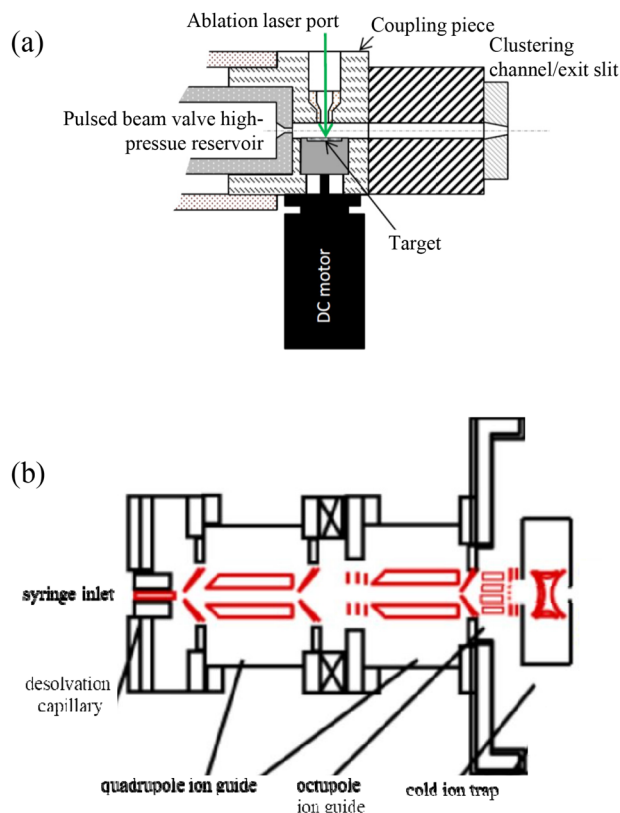 (a)
Ablation laser port
Coupling piece
Clustering
channel/exit slit
Pulsed beam valve high-
pressue reservoir
Target
DC motor
(b)
syringe inlet
desolvation
capillary
quadrupole ion guide
octupole
ion guide
cold ion trap